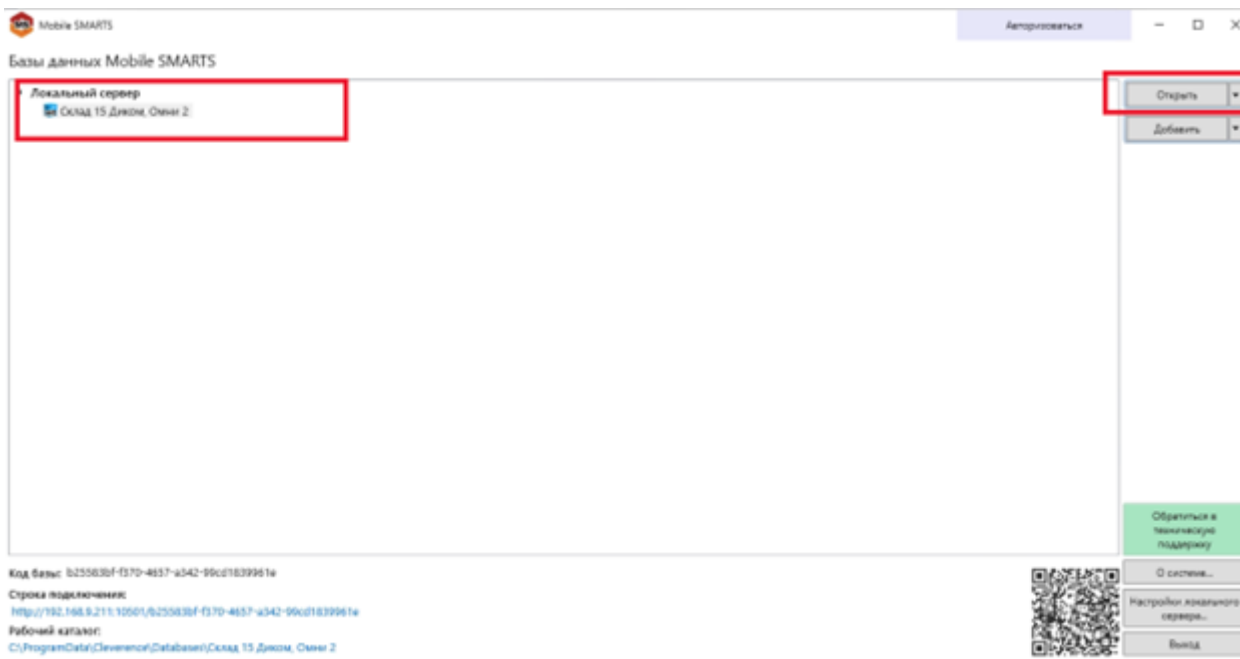 Mobile SMARTS
Авторизоваться
Базы данных Mobile SMARTS
Локальный сервер
Склад 15 Диком, Омни 2
Открыть
Добавить
Обратиться в
техническую
поддержку
Код базы: b25583bf-f370-4657-a342-99cd1839961e
Строка подключения:
http://192.168.9.211:10501/b25583bf-f370-4657-a342-99cd1839961e
Рабочий каталог:
C:\ProgramData\Cleverence\Databases\Склад 15 Диком, Омни 2
О системе...
Настройки локального
сервера...
Выход